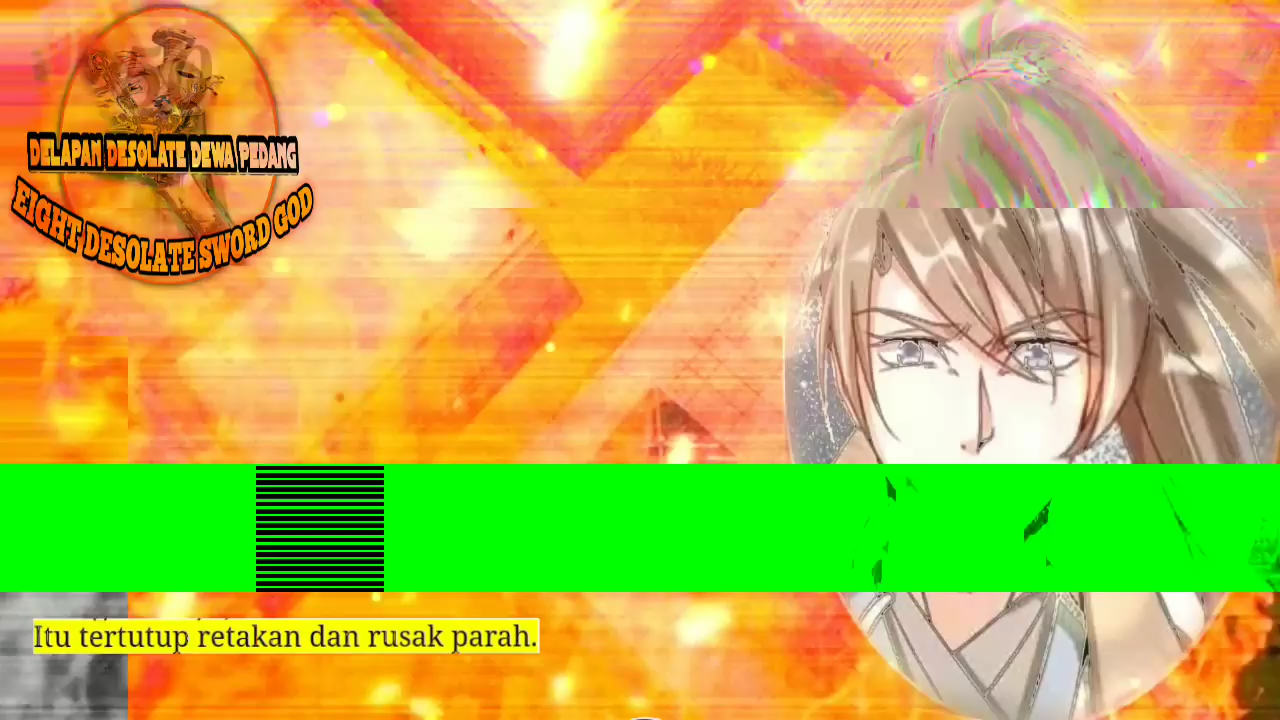 DELAPAN DESOLATE DEWA PEDANG
EIGHT DESOLATE SWORD GOD
Itu tertutup retakan dan rusak parah.